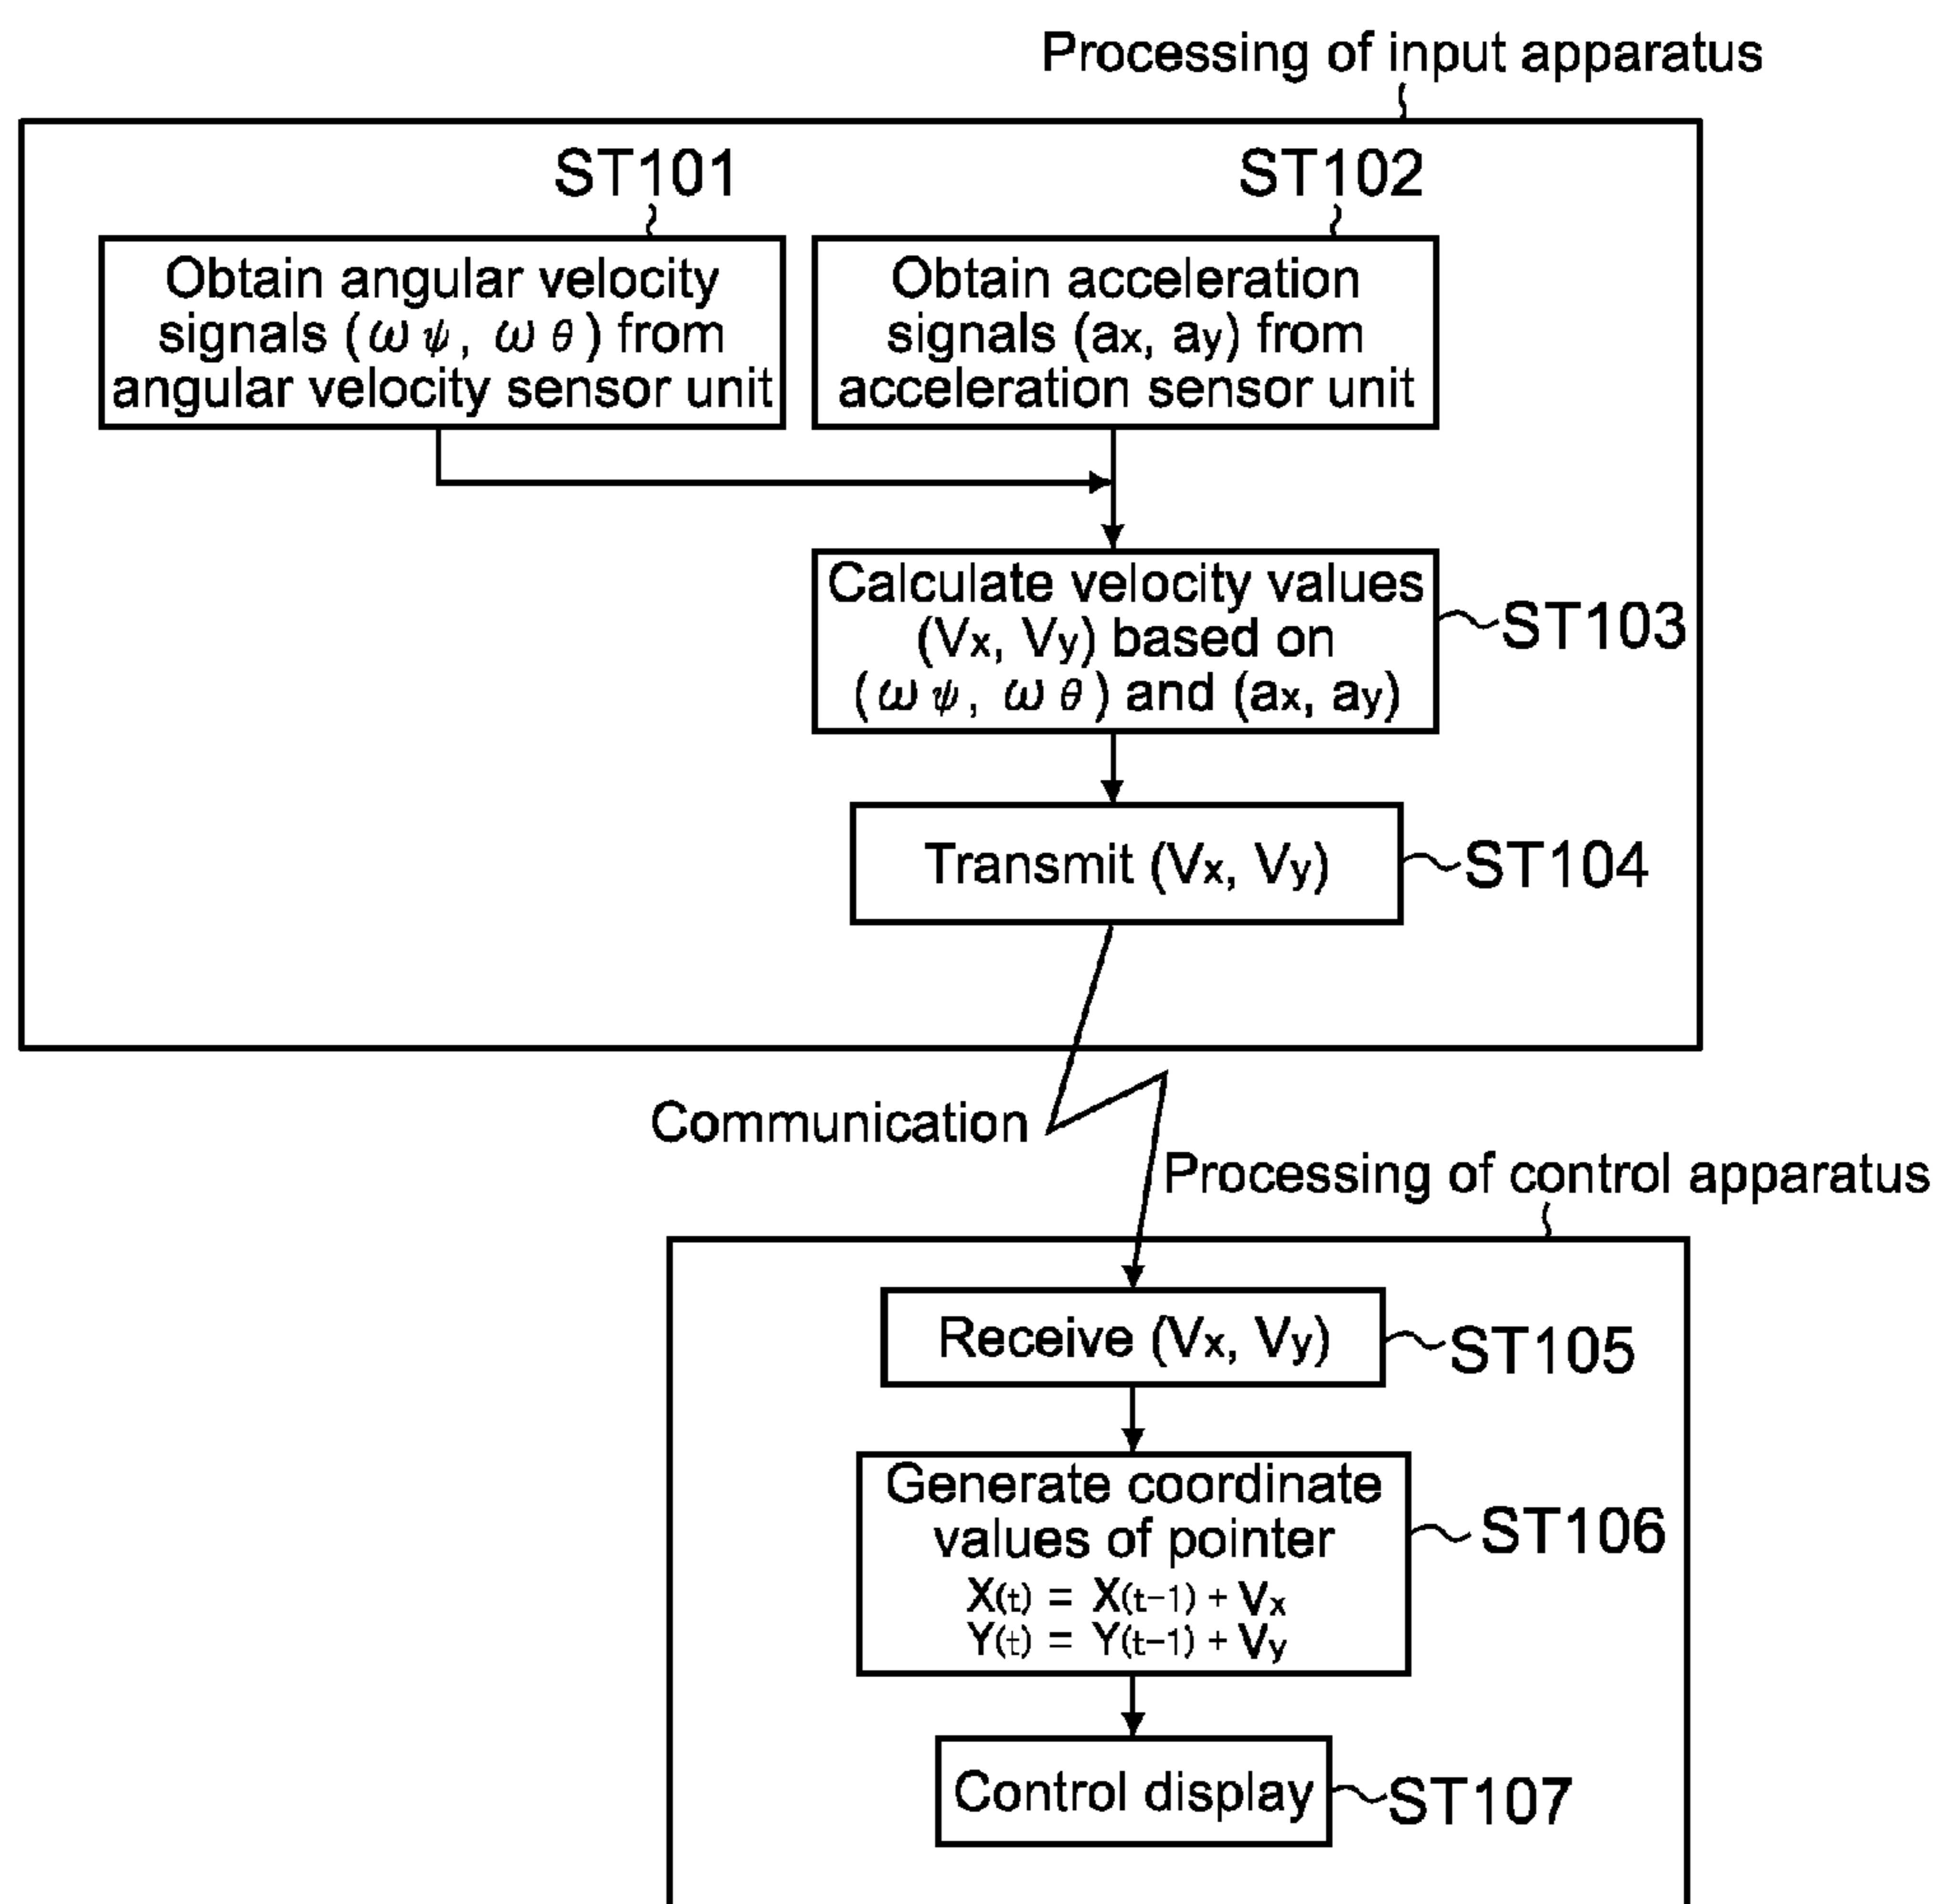 Processing of input apparatus
ST101
ST102
Obtain angular velocity
signals (ωψ, ωθ) from
angular velocity sensor unit
Obtain acceleration
signals (ax, ay) from
acceleration sensor unit
Calculate velocity values
(Vx, Vy) based on
(ωψ, ωθ) and (ax, ay)
ST103
Transmit (Vx, Vy)
ST104
Communication
Processing of control apparatus
Receive (Vx, Vy)
ST105
Generate coordinate
values of pointer
X(t) = X(t-1) + Vx
Y(t) = Y(t-1) + Vy
ST106
Control display
ST107